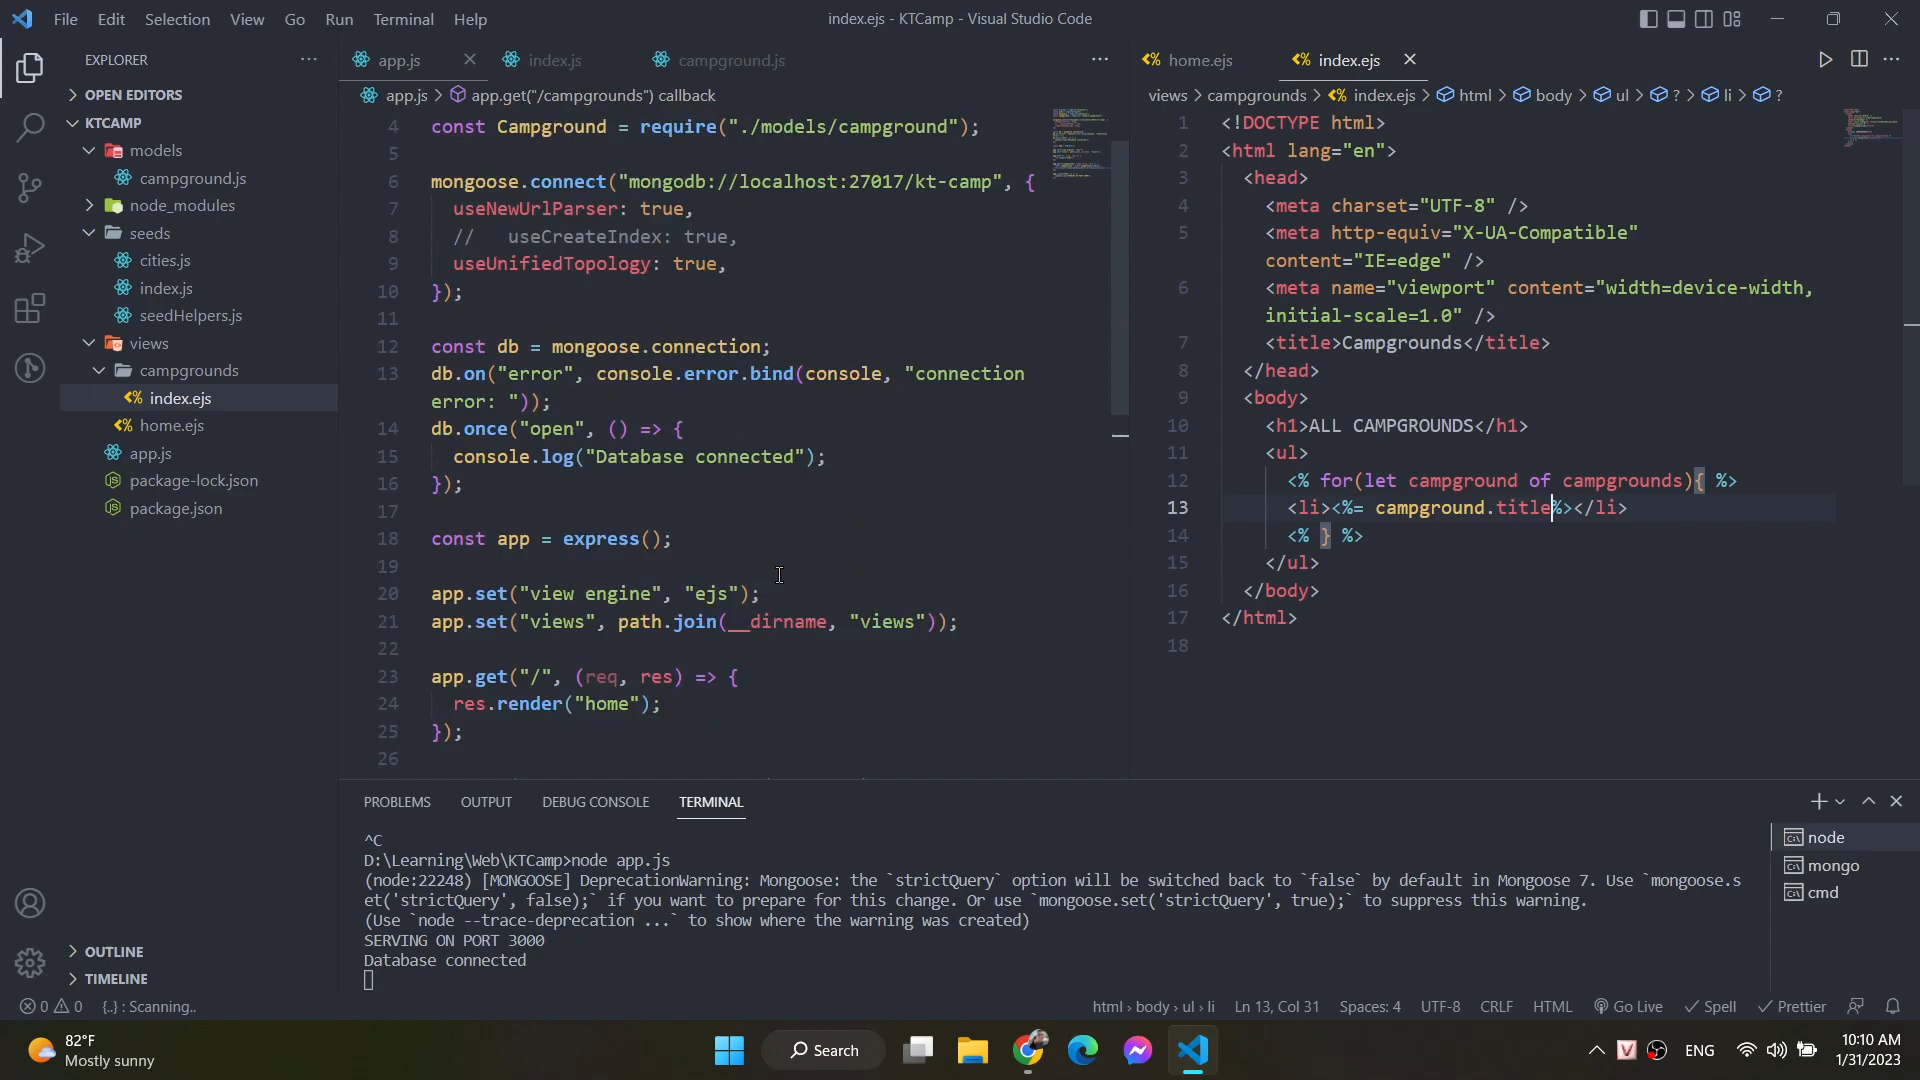 File Edit Selection View Go Run Terminal Help
index.ejs - KTCamp - Visual Studio Code
EXPLORER
OPEN EDITORS
KTCAMP
models
campground.js
node_modules
seeds
cities.js
index.js
seedHelpers.js
views
campgrounds
index.ejs
home.ejs
app.js
package-lock.json
package.json
OUTLINE
TIMELINE
app.js index.js campground.js
app.js > app.get("/campgrounds") callback
4 const Campground = require("./models/campground");
5
6 mongoose.connect("mongodb://localhost:27017/kt-camp", {
7 useNewUrlParser: true,
8 // useCreateIndex: true,
9 useUnifiedTopology: true,
10 });
11
12 const db = mongoose.connection;
13 db.on("error", console.error.bind(console, "connection
error: "));
14 db.once("open", () => {
15 console.log("Database connected");
16 });
17
18 const app = express();
19
20 app.set("view engine", "ejs");
21 app.set("views", path.join(__dirname, "views"));
22
23 app.get("/", (req, res) => {
24 res.render("home");
25 });
26
home.ejs index.ejs
views > campgrounds > index.ejs > html > body > ul > ? > li > ?
1 <!DOCTYPE html>
2 <html lang="en">
3 <head>
4 <meta charset="UTF-8" />
5 <meta http-equiv="X-UA-Compatible"
content="IE=edge" />
6 <meta name="viewport" content="width=device-width,
initial-scale=1.0" />
7 <title>Campgrounds</title>
8 </head>
9 <body>
10 <h1>ALL CAMPGROUNDS</h1>
11 <ul>
12 <% for(let campground of campgrounds){ %>
13 <li><%= campground.title%></li>
14 <% } %>
15 </ul>
16 </body>
17 </html>
18
PROBLEMS OUTPUT DEBUG CONSOLE TERMINAL
^C
D:\Learning\Web\KTCamp>node app.js
(node:22248) [MONGOOSE] DeprecationWarning: Mongoose: the `strictQuery` option will be switched back to `false` by default in Mongoose 7. Use `mongoose.s
et('strictQuery', false);` if you want to prepare for this change. Or use `mongoose.set('strictQuery', true);` to suppress this warning.
(Use `node --trace-deprecation ...` to show where the warning was created)
SERVING ON PORT 3000
Database connected
node
mongo
cmd
0 0 {..} : Scanning.. html > body > ul > li Ln 13, Col 31 Spaces: 4 UTF-8 CRLF HTML Go Live Spell Prettier
82°F
Mostly sunny
Search
ENG
10:10 AM
1/31/2023